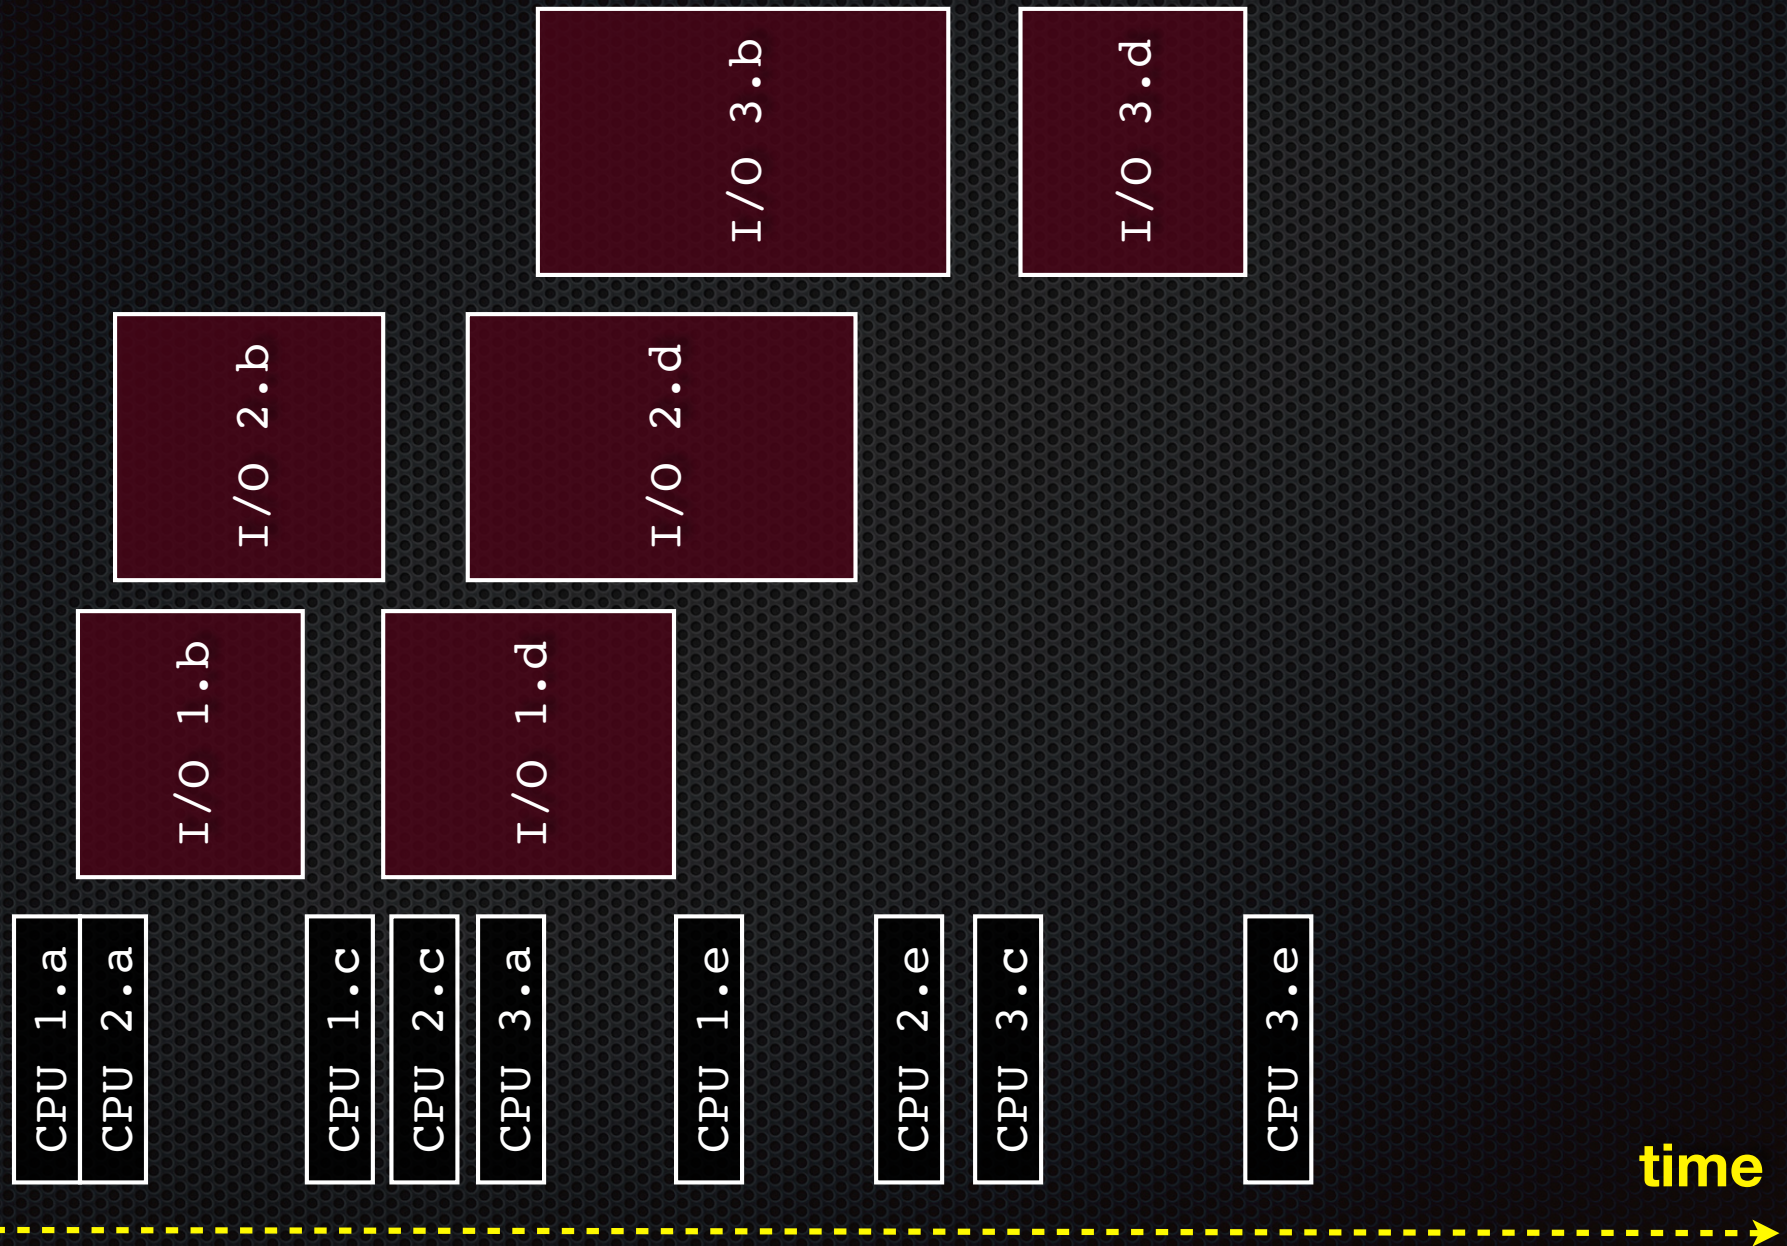 I/O 3.b
I/O 3.d
I/O 2.b
I/O 2.d
I/O 1.b
I/O 1.d
CPU 1.a
CPU 2.a
CPU 1.c
CPU 2.c
CPU 3.a
CPU 1.e
CPU 2.e
CPU 3.c
CPU 3.e
time